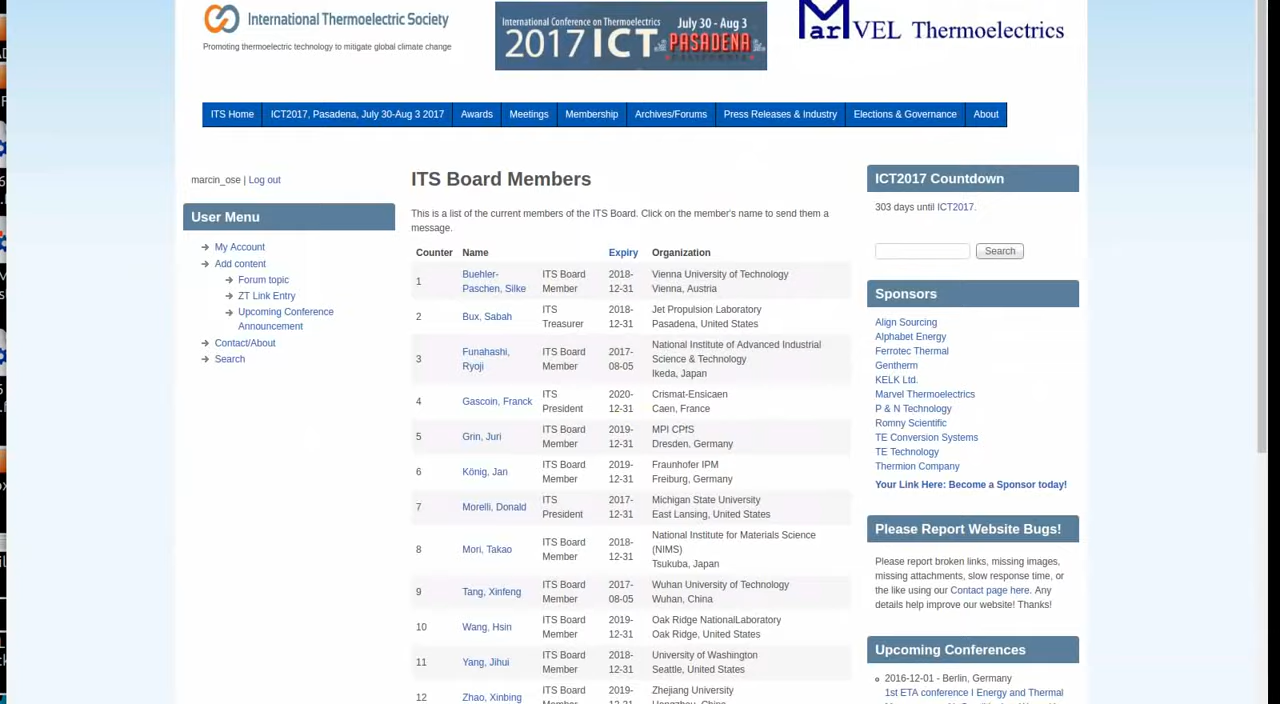 International Thermoelectric Society
Promoting thermoelectric technology to mitigate global climate change
International Conference on Thermoelectrics
July 30 - Aug 3
2017 ICT
PASADENA
CALIFORNIA
MarVEL Thermoelectrics
ITS Home
ICT2017, Pasadena, July 30-Aug 3 2017
Awards
Meetings
Membership
Archives/Forums
Press Releases & Industry
Elections & Governance
About
marcin_ose | Log out
User Menu
My Account
Add content
Forum topic
ZT Link Entry
Upcoming Conference
Announcement
Contact/About
Search
ITS Board Members
This is a list of the current members of the ITS Board. Click on the member's name to send them a
message.
Counter Name Expiry Organization
1 Buehler- ITS Board 2018- Vienna University of Technology
Paschen, Silke Member 12-31 Vienna, Austria
2 Bux, Sabah ITS 2018- Jet Propulsion Laboratory
Treasurer 12-31 Pasadena, United States
3 Funahashi, ITS Board 2017- National Institute of Advanced Industrial
Ryoji Member 08-05 Science & Technology
Ikeda, Japan
4 Gascoin, Franck ITS 2020- Crismat-Ensicaen
President 12-31 Caen, France
5 Grin, Juri ITS Board 2019- MPI CPfS
Member 12-31 Dresden, Germany
6 König, Jan ITS Board 2019- Fraunhofer IPM
Member 12-31 Freiburg, Germany
7 Morelli, Donald ITS 2017- Michigan State University
President 12-31 East Lansing, United States
8 Mori, Takao ITS Board 2018- National Institute for Materials Science
Member 12-31 (NIMS)
Tsukuba, Japan
9 Tang, Xinfeng ITS Board 2017- Wuhan University of Technology
Member 08-05 Wuhan, China
10 Wang, Hsin ITS Board 2019- Oak Ridge NationalLaboratory
Member 12-31 Oak Ridge, United States
11 Yang, Jihui ITS Board 2018- University of Washington
Member 12-31 Seattle, United States
12 Zhao, Xinbing ITS Board 2019- Zhejiang University
ICT2017 Countdown
303 days until ICT2017.
Search
Sponsors
Align Sourcing
Alphabet Energy
Ferrotec Thermal
Gentherm
KELK Ltd.
Marvel Thermoelectrics
P & N Technology
Romny Scientific
TE Conversion Systems
TE Technology
Thermion Company
Your Link Here: Become a Sponsor today!
Please Report Website Bugs!
Please report broken links, missing images,
missing attachments, slow response time, or
the like using our Contact page here. Any
details help improve our website! Thanks!
Upcoming Conferences
2016-12-01 - Berlin, Germany
1st ETA conference I Energy and Thermal